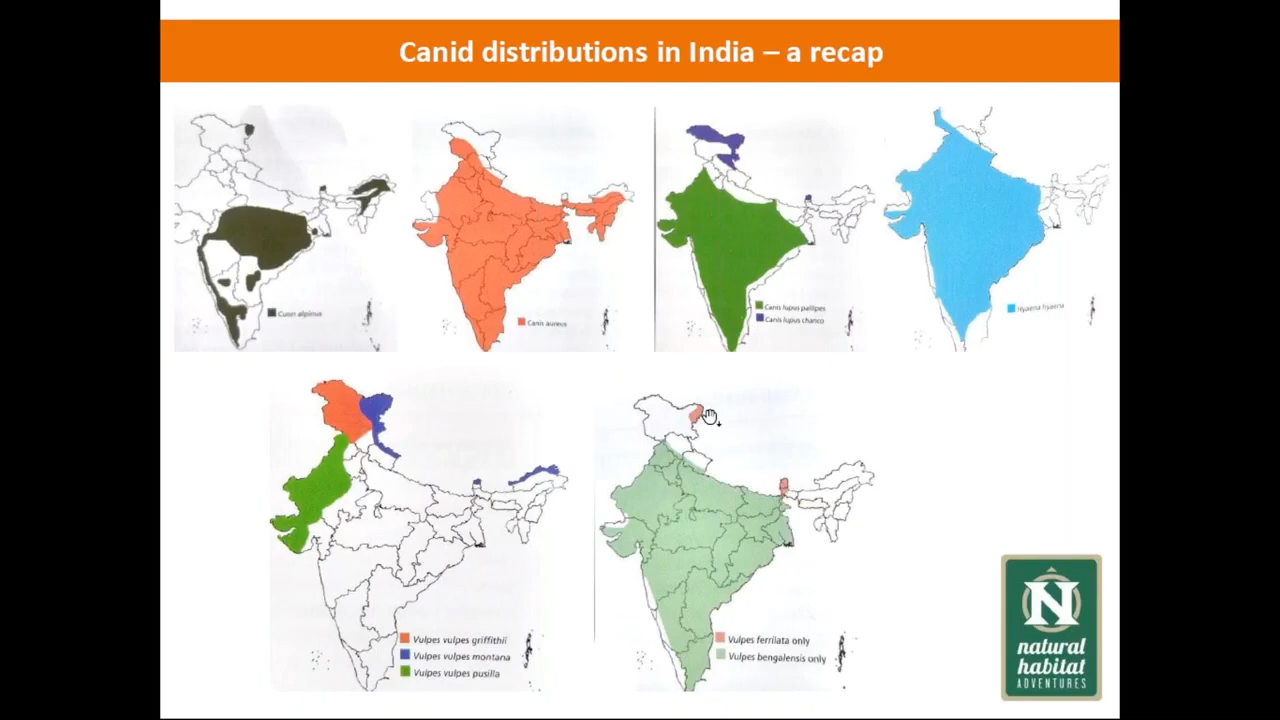 Canid distributions in India – a recap
Cuon alpinus
Canis aureus
Canis lupus pallipes
Canis lupus chanco
Hyaena hyaena
Vulpes vulpes griffithii
Vulpes vulpes montana
Vulpes vulpes pusilla
Vulpes ferrilata only
Vulpes bengalensis only
N
natural
habitat
ADVENTURES